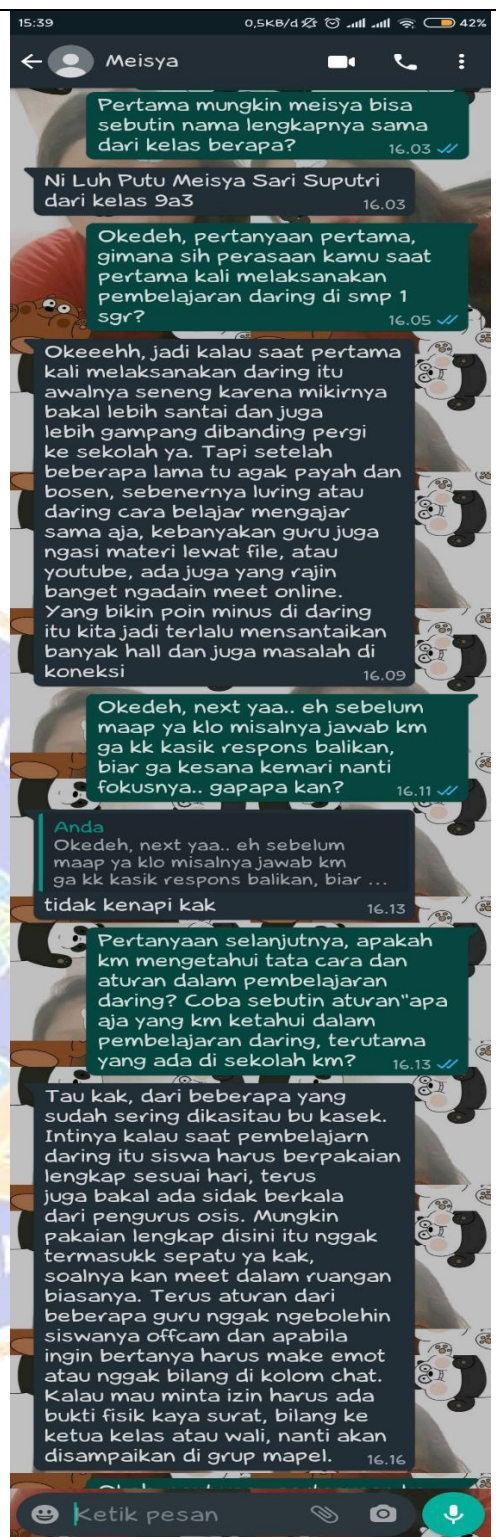 15:39
0,5KB/d
42%
Meisya
Pertama mungkin meisya bisa
sebutin nama lengkapnya sama
dari kelas berapa?
16.03
Ni Luh Putu Meisya Sari Suputri
dari kelas 9a3
16.03
Okedeh, pertanyaan pertama,
gimana sih perasaan kamu saat
pertama kali melaksanakan
pembelajaran daring di smp 1
sgr?
16.05
Okeeehh, jadi kalau saat pertama
kali melaksanakan daring itu
awalnya seneng karena mikirnya
bakal lebih santai dan juga
lebih gampang dibanding pergi
ke sekolah ya. Tapi setelah
beberapa lama tu agak payah dan
bosen, sebenernya luring atau
daring cara belajar mengajar
sama aja, kebanyakan guru juga
ngasi materi lewat file, atau
youtube, ada juga yang rajin
banget ngadain meet online.
Yang bikin poin minus di daring
itu kita jadi terlalu mensantaikan
banyak hall dan juga masalah di
koneksi
16.09
Okedeh, next yaa.. eh sebelum
maap ya klo misalnya jawab km
ga kk kasik respons balikan,
biar ga kesana kemari nanti
fokusnya.. gapapa kan?
16.11
Anda
Okedeh, next yaa.. eh sebelum
maap ya klo misalnya jawab km
ga kk kasik respons balikan, biar ...
tidak kenapi kak
16.13
Pertanyaan selanjutnya, apakah
km mengetahui tata cara dan
aturan dalam pembelajaran
daring? Coba sebutin aturan"apa
aja yang km ketahui dalam
pembelajaran daring, terutama
yang ada di sekolah km?
16.13
Tau kak, dari beberapa yang
sudah sering dikasitau bu kasek.
Intinya kalau saat pembelajarn
daring itu siswa harus berpakaian
lengkap sesuai hari, terus
juga bakal ada sidak berkala
dari pengurus osis. Mungkin
pakaian lengkap disini itu nggak
termasukk sepatu ya kak,
soalnya kan meet dalam ruangan
biasanya. Terus aturan dari
beberapa guru nggak ngebolehin
siswanya offcam dan apabila
ingin bertanya harus make emot
atau nggak bilang di kolom chat.
Kalau mau minta izin harus ada
bukti fisik kaya surat, bilang ke
ketua kelas atau wali, nanti akan
disampaikan di grup mapel.
16.16
Ketik pesan